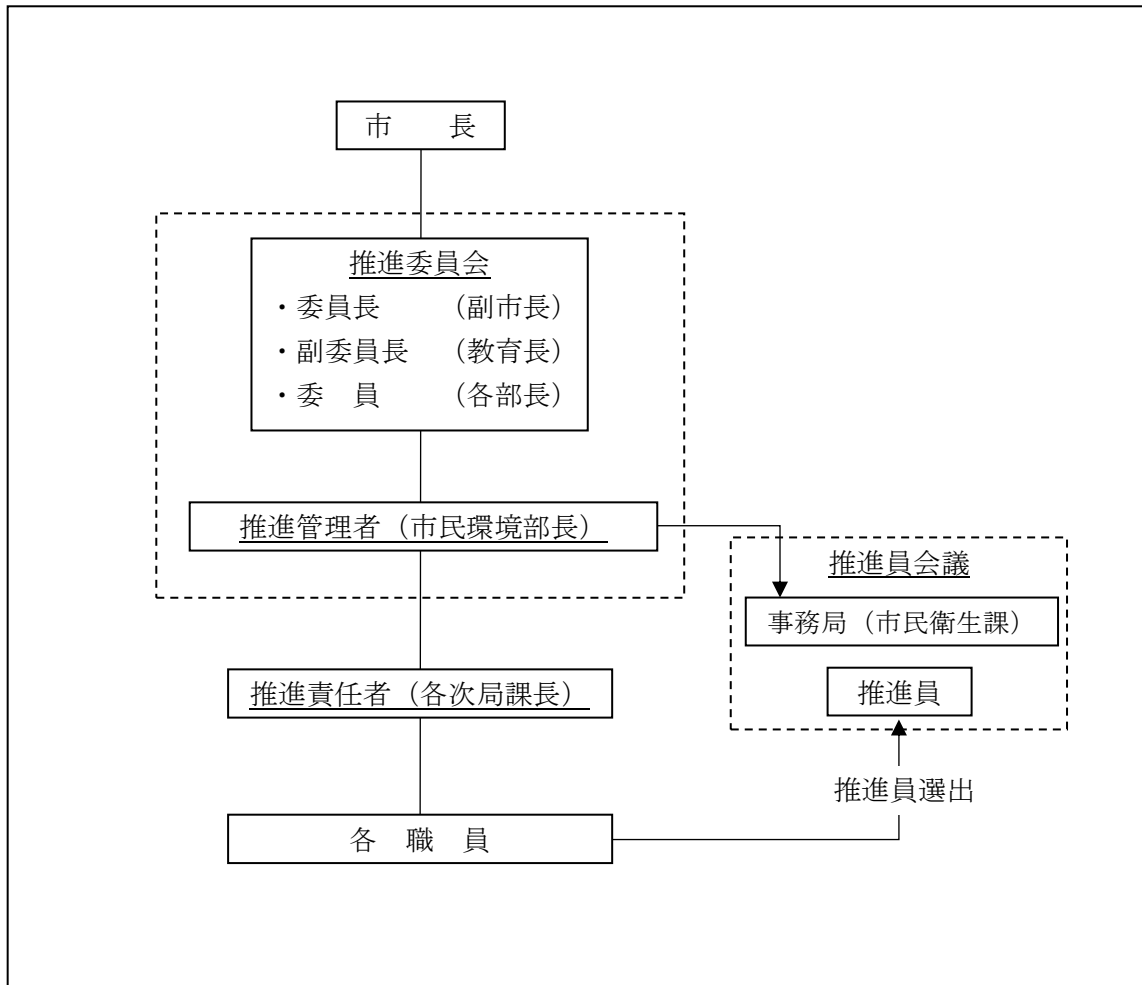 市　　長
推進委員会
・委員長　　（副市長）
・副委員長　（教育長）
・委　員　　（各部長）
推進管理者（市民環境部長）
推進員会議
事務局（市民衛生課）
推進責任者（各次局課長）
推進員
推進員選出
各　職　員